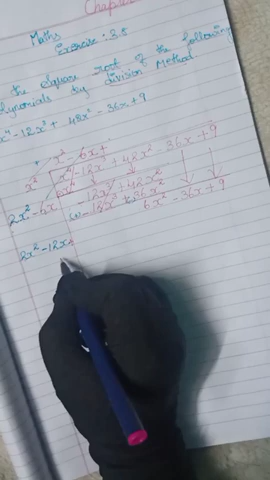 Chapter
Maths
Exercise : 3.5
the square root of the following
polynomials by division Method
x⁴ - 12x³ + 42x² - 36x + 9
x² - 6x +
x² x⁴ - 12x³ + 42x² - 36x + 9
x⁴
2x² - 6x - 12x³ + 42x²
(-) - 12x³ + 36x²
6x² - 36x + 9
2x² - 12x